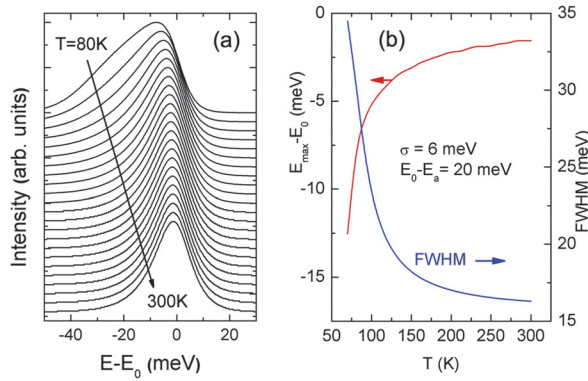 (a)
T=80K
300K
Intensity (arb. units)
-40 -20 0 20
E-E₀ (meV)
(b)
0
-5
-10
-15
Eₘₐₓ-E₀ (meV)
σ = 6 meV
E₀-Eₐ= 20 meV
FWHM
35
30
25
20
15
FWHM (meV)
50 100 150 200 250 300
T (K)